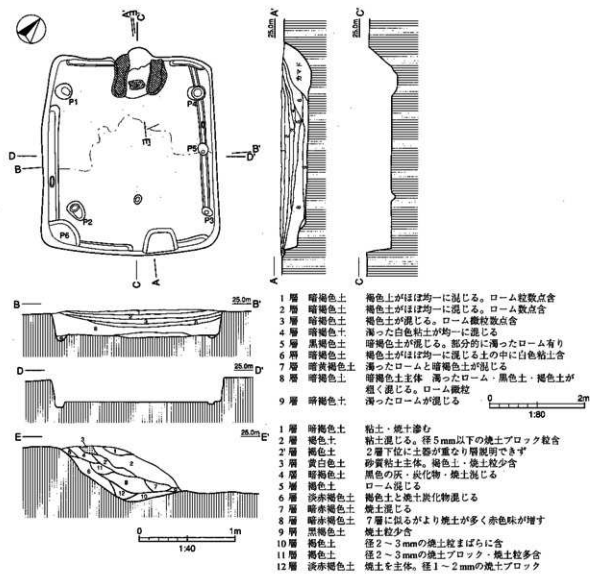 A'
E'
C'
25.0m
A'
25.0m
C'
カマド
P1
P4
P5
E
D
B
B'
D'
P2
P3
P6
C
A
A
C
B
25.0m
B'
D
D'
E
25.0m
E'
0 1m
1:40
1層 暗褐色土 褐色土がほぼ均一に混じる。ローム粒数点含
2層 暗褐色土 褐色土がほぼ均一に混じる。ローム数点含
3層 暗褐色土 褐色土が混じる。ローム微粒数点含
4層 暗褐色土 濁った白色粘土が均一に混じる
5層 黒褐色土 暗褐色土が混じる。部分的に濁ったローム有り
6層 暗褐色土 褐色土がほぼ均一に混じる土の中に白色粘土含
7層 暗黄褐色土 濁ったロームと暗褐色土が混じる
8層 暗褐色土 暗褐色土主体 濁ったローム・黒色土・褐色土が
粗く混じる。ローム微粒
9層 暗褐色土 濁ったロームが混じる
0 2m
1:80
1層 暗褐色土 粘土・焼土滲む
2層 褐色土 粘土混じる。径5mm以下の焼土ブロック粒含
2'層 褐色土 2層下位に土器が重なり層説明できず
3層 黄白色土 砂質粘土主体。褐色土・焼土粒少含
4層 暗褐色土 黒色の灰・炭化物・焼土混じる
5層 褐色土 ローム混じる
6層 淡赤褐色土 褐色土と焼土炭化物混じる
7層 暗赤褐色土 焼土混じる
8層 暗赤褐色土 7層に似るがより焼土が多く赤色味が増す
9層 黒褐色土 焼土粒少含
10層 褐色土 径2～3mmの焼土粒まばらに含
11層 褐色土 径2～3mmの焼土ブロック・焼土粒多含
12層 淡赤褐色土 焼土を主体。径1～2mmの焼土ブロック